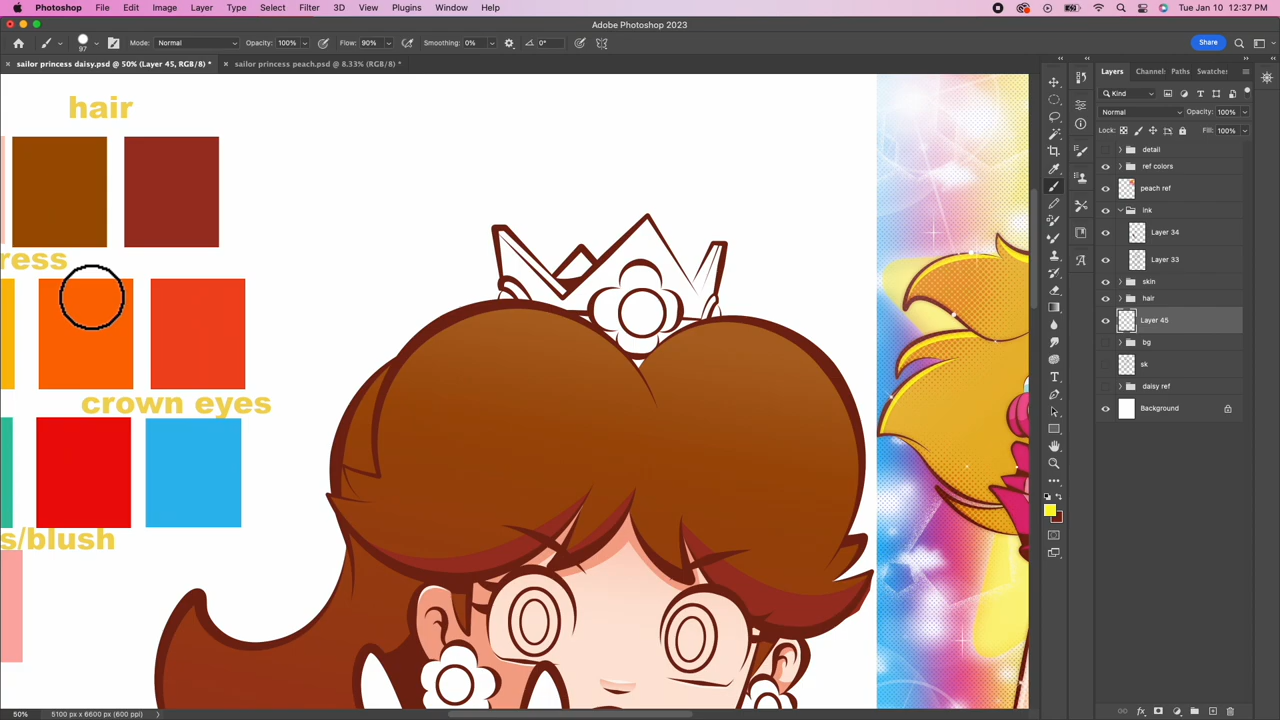 Photoshop File Edit Image Layer Type Select Filter 3D View Plugins Window Help Tue Jan 10 12:37 PM
Adobe Photoshop 2023
97 Mode: Normal Opacity: 100% Flow: 90% Smoothing: 0% 0° Share
sailor princess daisy.psd @ 50% (Layer 45, RGB/8) * sailor princess peach.psd @ 8.33% (RGB/8) *
Layers Channel: Paths Swatche:
Kind
Normal Opacity: 100%
Lock: Fill: 100%
detail
ref colors
peach ref
ink
Layer 34
Layer 33
skin
hair
Layer 45
bg
sk
daisy ref
Background
hair
ress
crown eyes
s/blush
50% 5100 px x 6600 px (600 ppi)